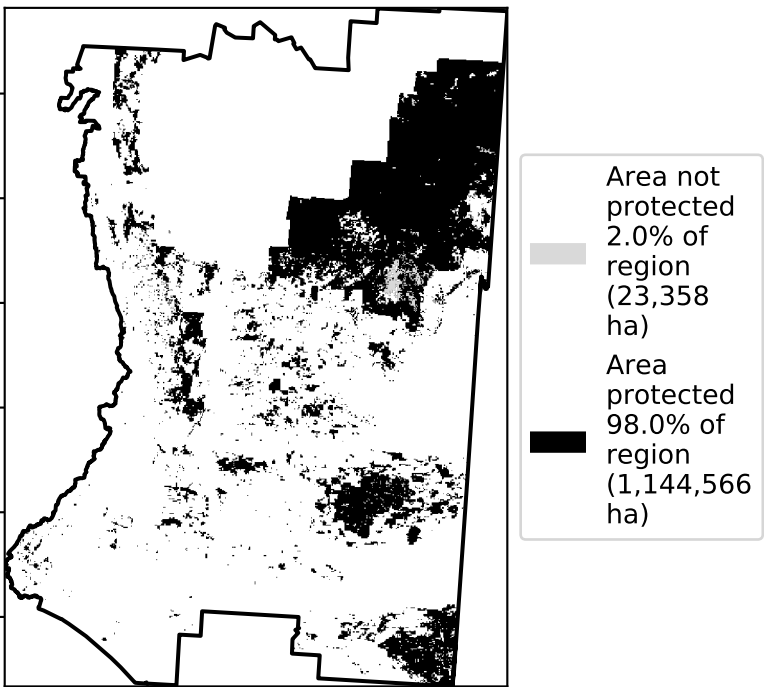 Area not
protected
2.0% of
region
(23,358
ha)
Area
protected
98.0% of
region
(1,144,566
ha)